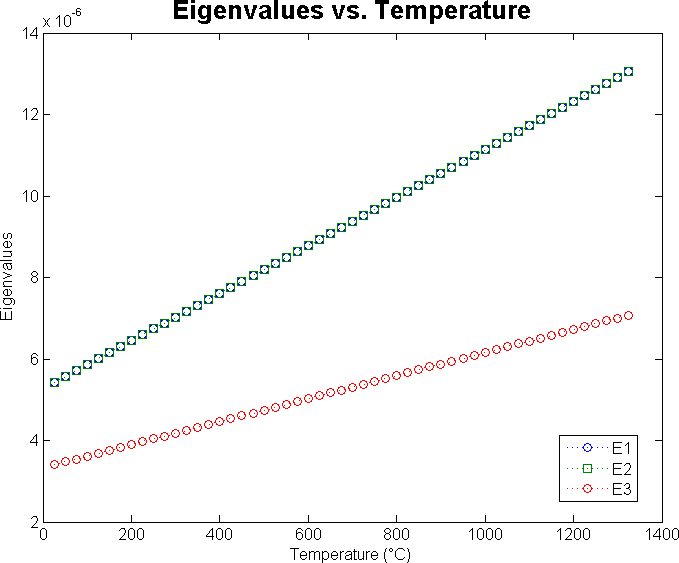 Eigenvalues vs. Temperature
x 10-6
14
12
10
8
6
4
2
Eigenvalues
0 200 400 600 800 1000 1200 1400
Temperature (°C)
E1
E2
E3